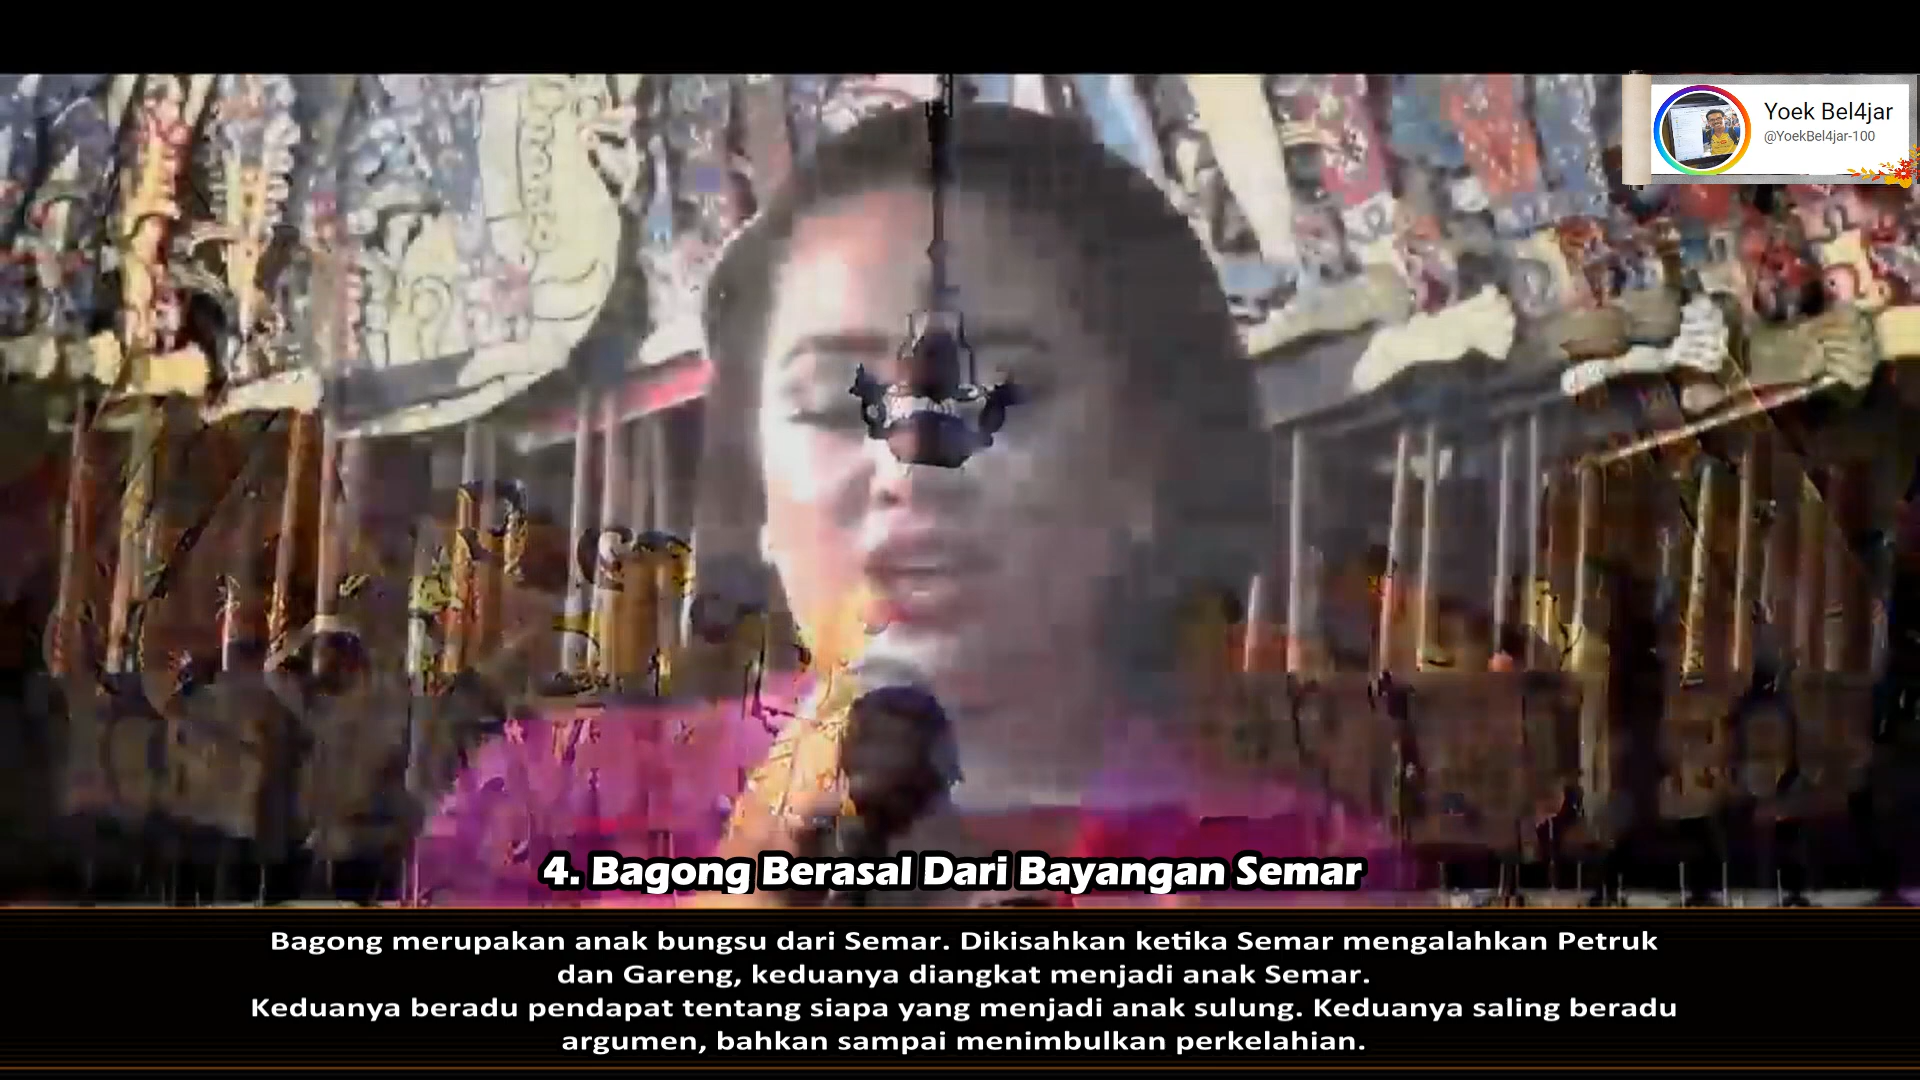 Yoek Bel4jar
@YoekBel4jar-100
4. Bagong Berasal Dari Bayangan Semar
Bagong merupakan anak bungsu dari Semar. Dikisahkan ketika Semar mengalahkan Petruk
dan Gareng, keduanya diangkat menjadi anak Semar.
Keduanya beradu pendapat tentang siapa yang menjadi anak sulung. Keduanya saling beradu
argumen, bahkan sampai menimbulkan perkelahian.